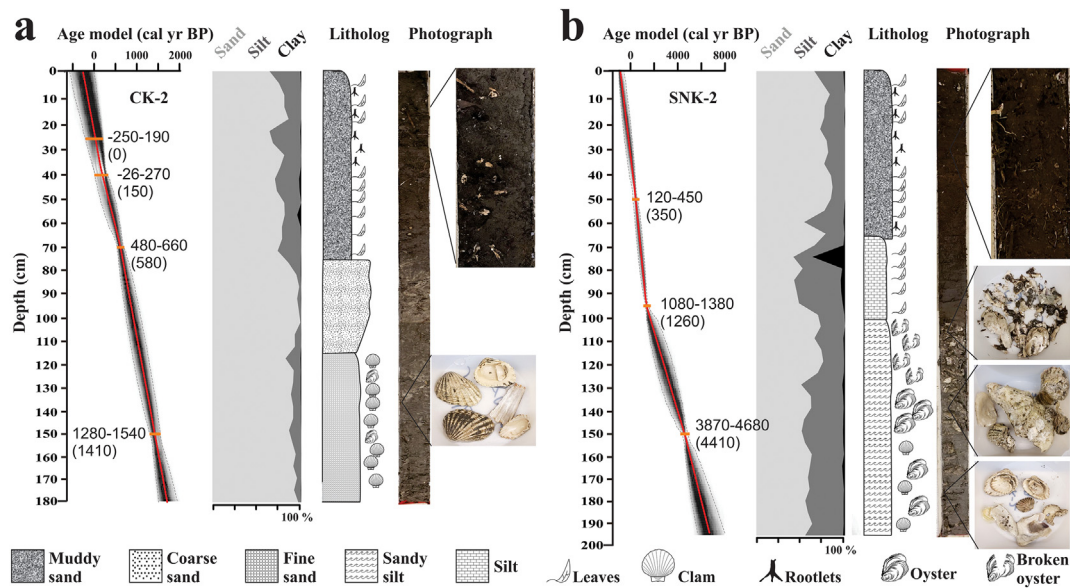 a
Age model (cal yr BP)
0
1000
2000
Sand
Silt
Clay
Litholog
Photograph
Depth (cm)
0
10
20
30
40
50
60
70
80
90
100
110
120
130
140
150
160
170
180
CK-2
-250-190
(0)
-26-270
(150)
480-660
(580)
1280-1540
(1410)
100 %
b
Age model (cal yr BP)
0
4000
8000
Sand
Silt
Clay
Litholog
Photograph
Depth (cm)
0
10
20
30
40
50
60
70
80
90
100
110
120
130
140
150
160
170
180
190
200
SNK-2
120-450
(350)
1080-1380
(1260)
3870-4680
(4410)
100 %
Muddy
sand
Coarse
sand
Fine
sand
Sandy
silt
Silt
Leaves
Clam
Rootlets
Oyster
Broken
oyster